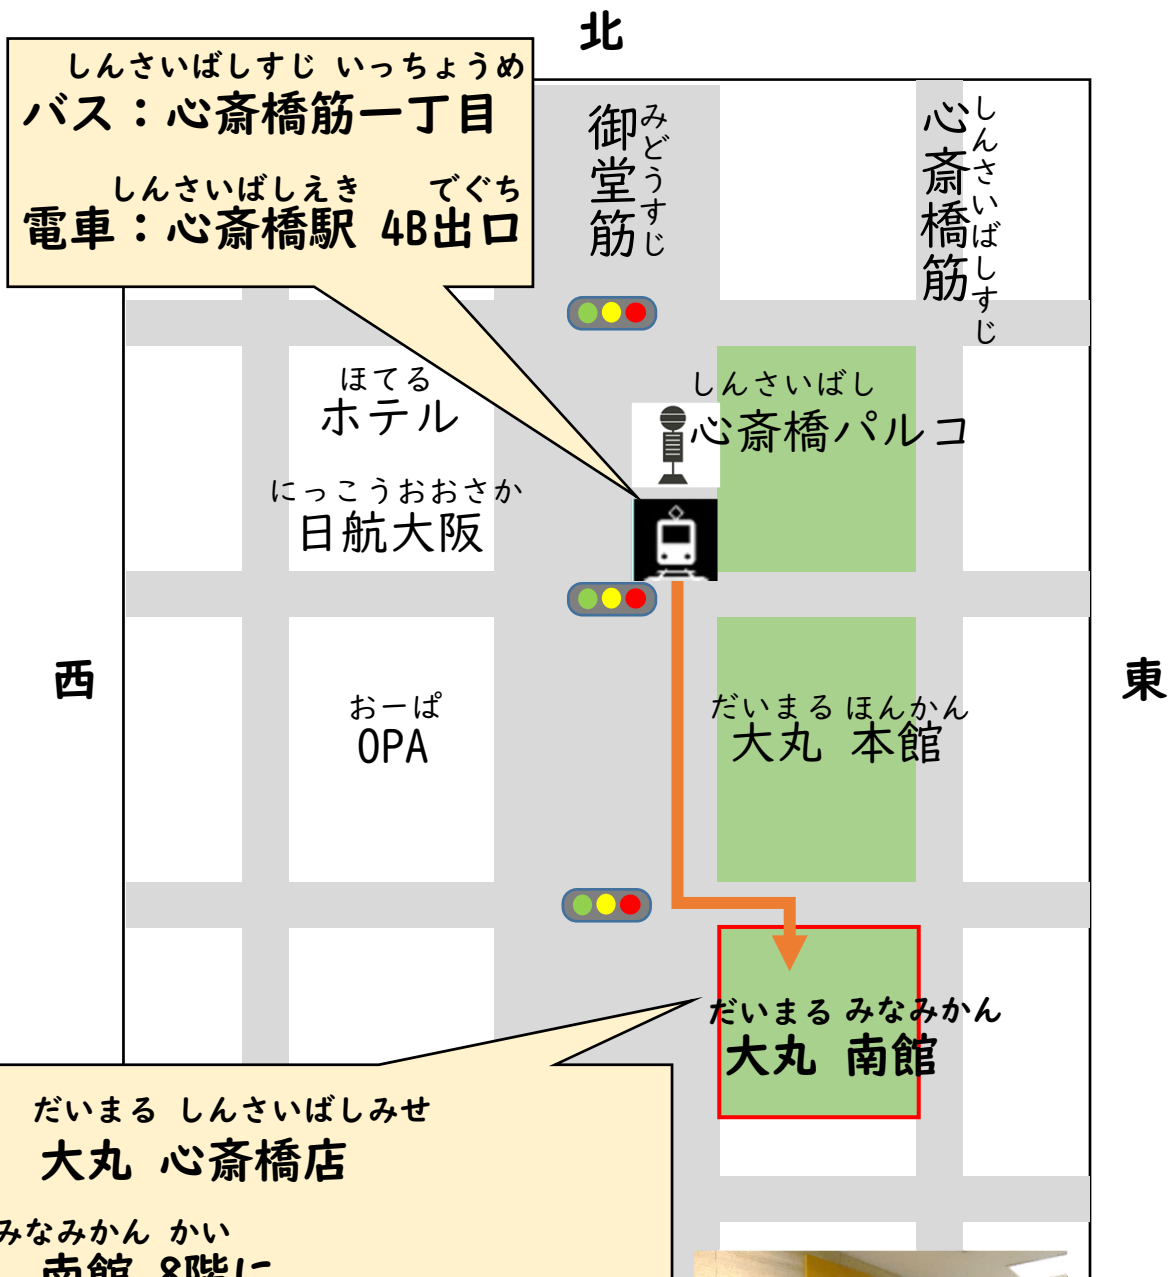 北
しんさいばしすじ いっちょうめ
バス：心斎橋筋一丁目
しんさいばしえき でぐち
電車：心斎橋駅 4B出口
御堂筋
みどうすじ
心斎橋筋
しんさいばしすじ
ほてる
ホテル
にっこうおおさか
日航大阪
しんさいばし
心斎橋パルコ
西
東
おーぱ
OPA
だいまる ほんかん
大丸 本館
だいまる みなみかん
大丸 南館
だいまる しんさいばしみせ
大丸 心斎橋店
みなみかん かい
南館 8階に